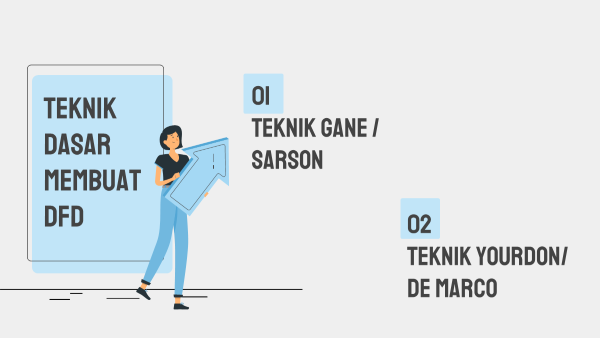 TEKNIK
DASAR
MEMBUAT
DFD
01
TEKNIK GANE /
SARSON
02
TEKNIK YOURDON/
DE MARCO